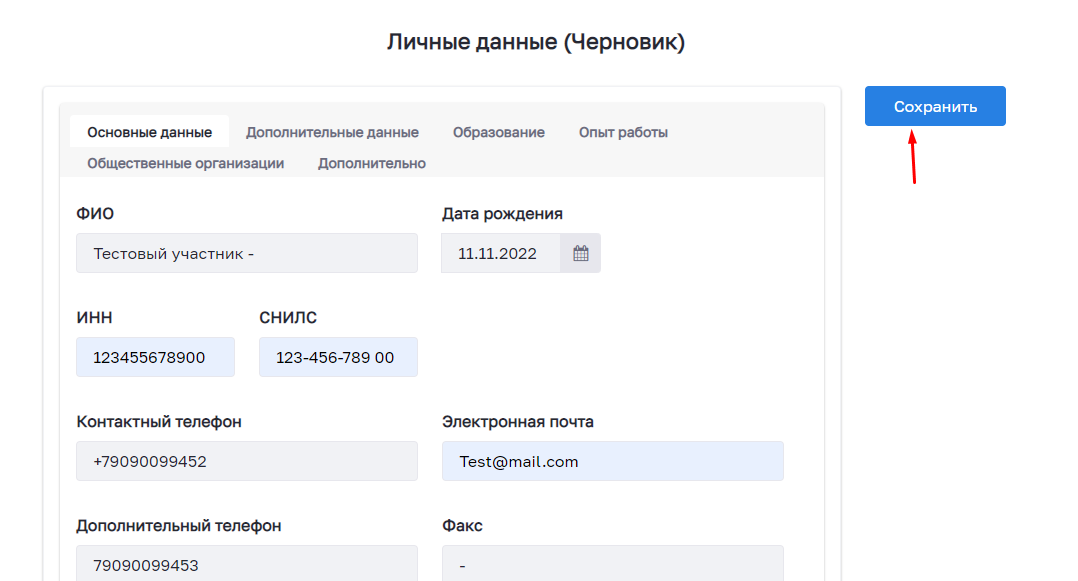 Личные данные (Черновик)
Сохранить
Основные данные Дополнительные данные Образование Опыт работы
Общественные организации Дополнительно
ФИО Дата рождения
Тестовый участник - 11.11.2022
ИНН СНИЛС
123455678900 123-456-789 00
Контактный телефон Электронная почта
+79090099452 Test@mail.com
Дополнительный телефон Факс
79090099453 -